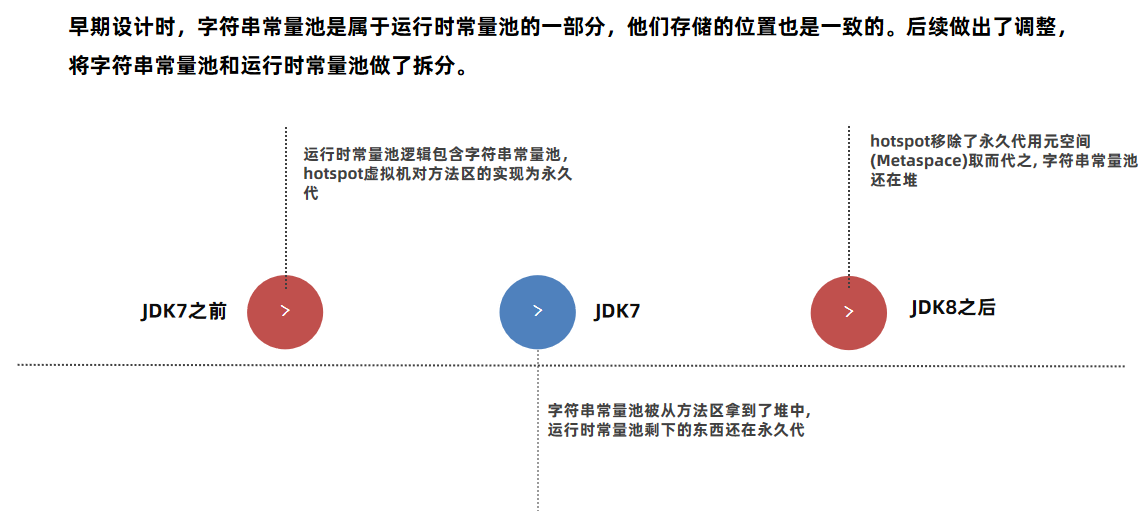 早期设计时，字符串常量池是属于运行时常量池的一部分，他们存储的位置也是一致的。后续做出了调整，
将字符串常量池和运行时常量池做了拆分。
运行时常量池逻辑包含字符串常量池，
hotspot虚拟机对方法区的实现为永久
代
hotspot移除了永久代用元空间
(Metaspace)取而代之, 字符串常量池
还在堆
JDK7之前
JDK7
JDK8之后
字符串常量池被从方法区拿到了堆中,
运行时常量池剩下的东西还在永久代